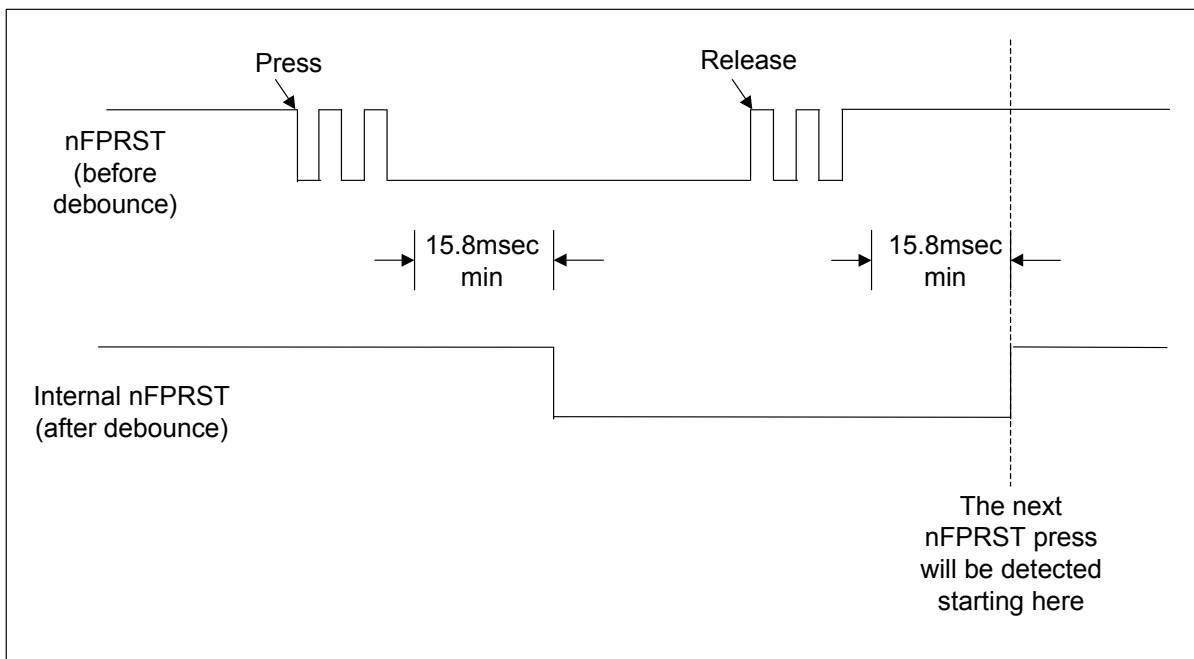 Press
Release
nFPRST
(before
debounce)
15.8msec
min
15.8msec
min
Internal nFPRST
(after debounce)
The next
nFPRST press
will be detected
starting here